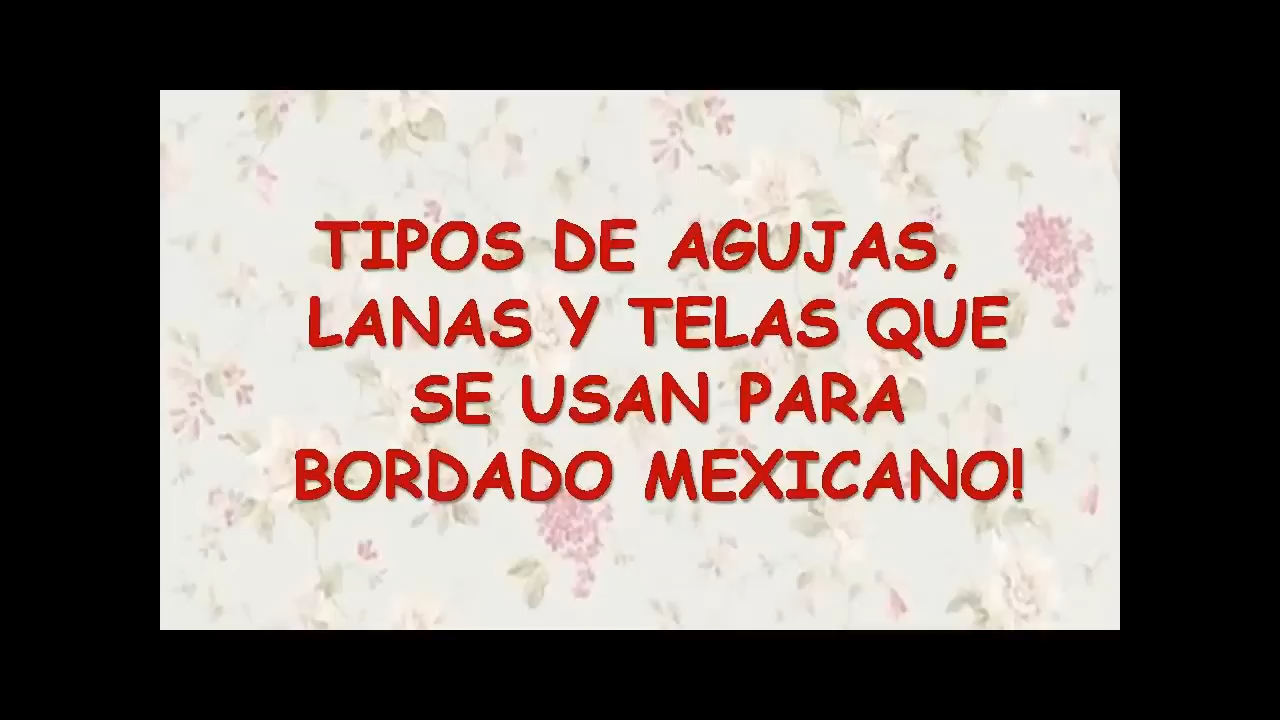 TIPOS DE AGUJAS,
LANAS Y TELAS QUE
SE USAN PARA
BORDADO MEXICANO!